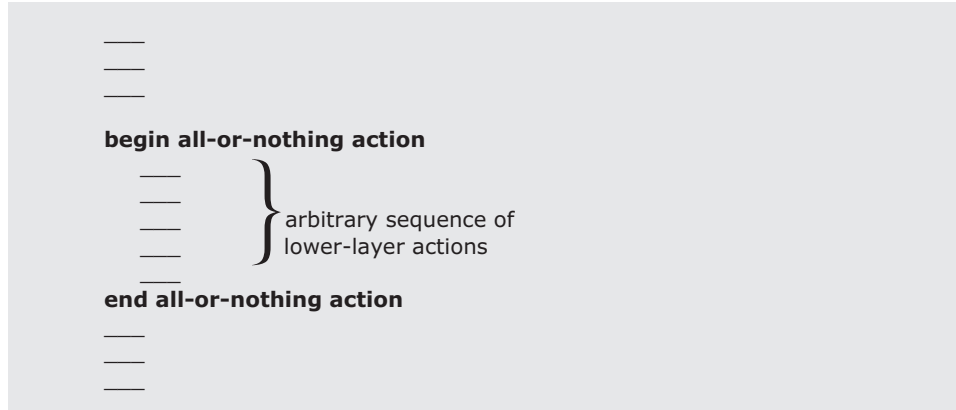 begin all-or-nothing action
arbitrary sequence of
lower-layer actions
end all-or-nothing action